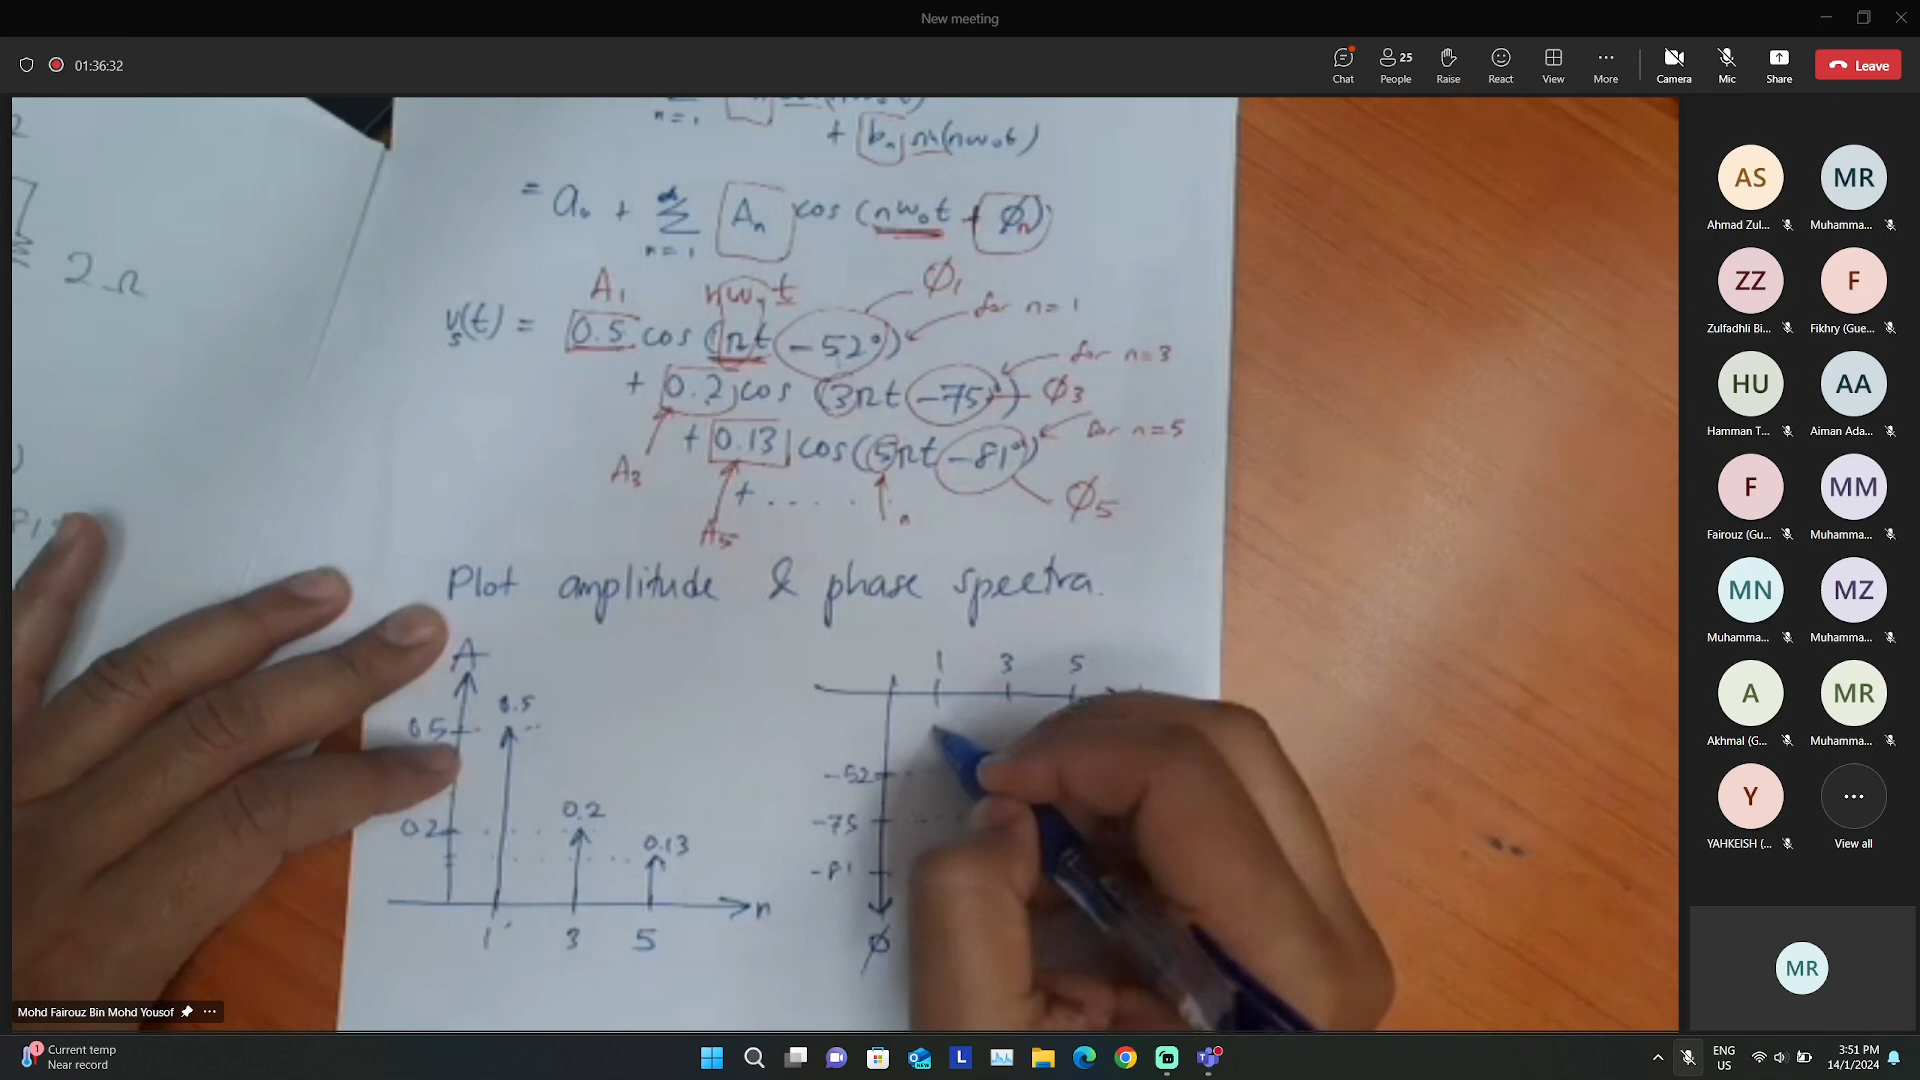 New meeting
01:36:32
Chat
25
People
Raise
React
View
More
Camera
Mic
Share
Leave
2
2 Ω
n=1
+ bn sin(nω₀t)
= a₀ + ∑ An cos(nω₀t + ϕn)
n=1
A₁
nω₀t
ϕ₁
for n=1
vs(t) = 0.5 cos(πt -52°)
for n=3
+ 0.2 cos (3πt -75°) ϕ₃
for n=5
+ 0.13 cos(5πt -81°)
A₃
+ . . . .
n
ϕ₅
A₅
Plot amplitude & phase spectra.
A
0.5
0.5
0.2
0.2
0.13
n
1
3
5
1
3
5
-52
-75
-81
ϕ
AS
Ahmad Zul...
MR
Muhamma...
ZZ
Zulfadhli Bi...
F
Fikhry (Gue...
HU
Hamman T...
AA
Aiman Ada...
F
Fairouz (Gu...
MM
Muhamma...
MN
Muhamma...
MZ
Muhamma...
A
Akhmal (G...
MR
Muhamma...
Y
YAHKEISH (...
View all
MR
Mohd Fairouz Bin Mohd Yousof
1
Current temp
Near record
NEW
L
ENG
US
3:51 PM
14/1/2024